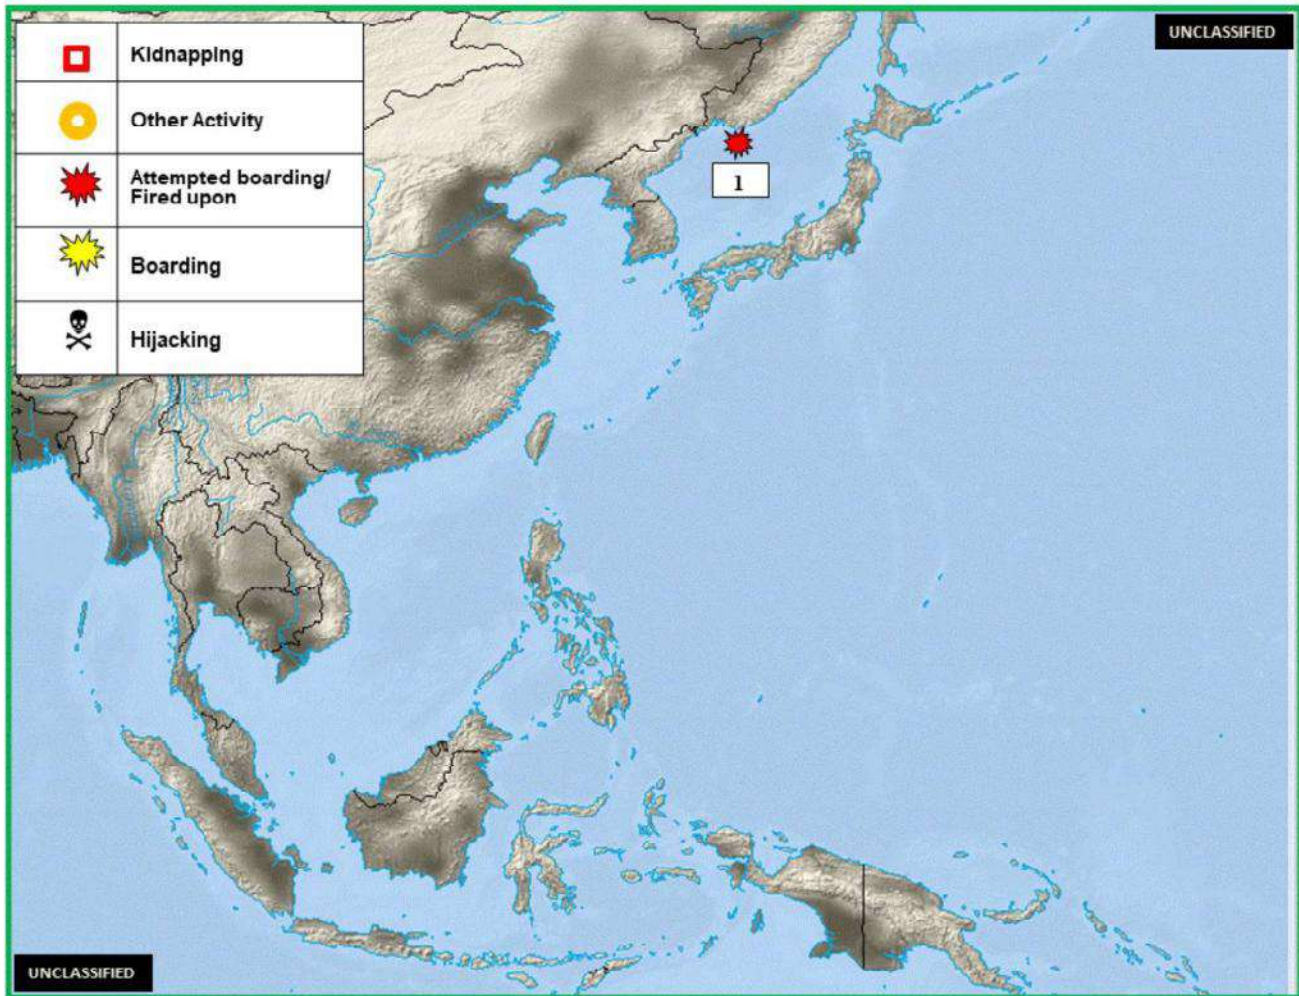 UNCLASSIFIED
Kidnapping
Other Activity
Attempted boarding/
Fired upon
Boarding
Hijacking
1
UNCLASSIFIED